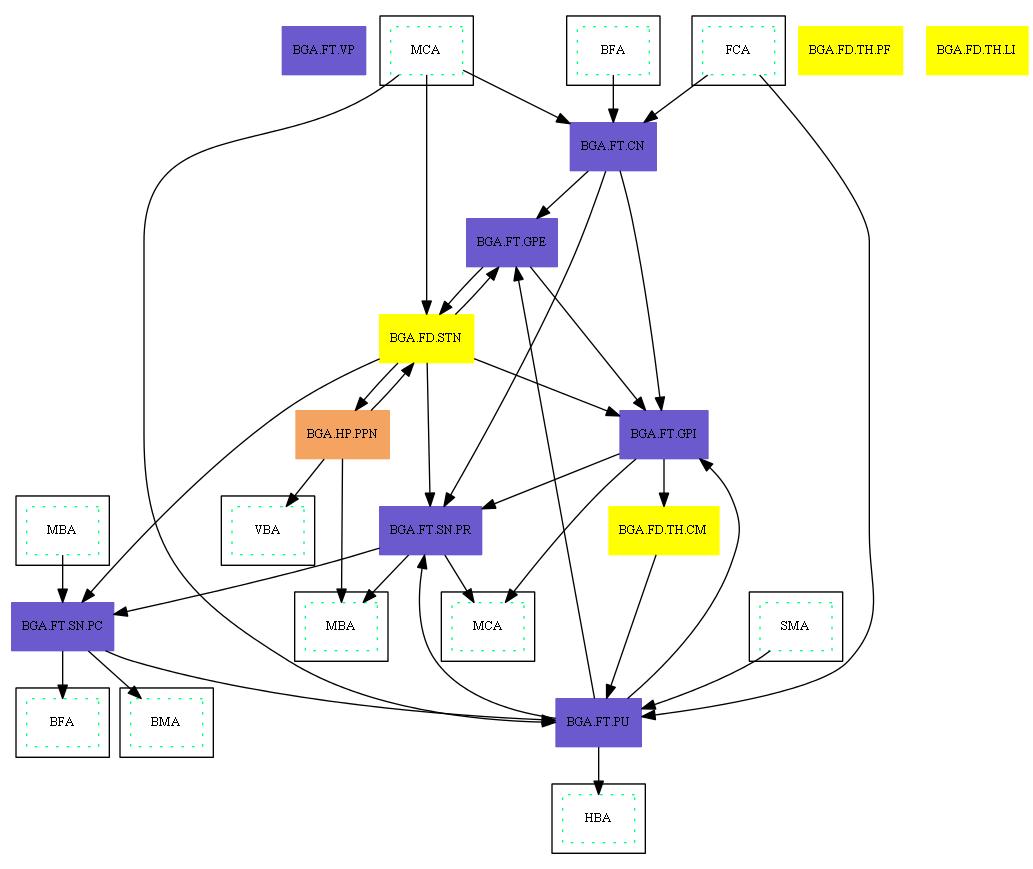 BGA.FT.VP
MCA
BFA
FCA
BGA.FD.TH.PF
BGA.FD.TH.LI
BGA.FT.CN
BGA.FT.GPE
BGA.FD.STN
BGA.HP.PPN
BGA.FT.GPI
MBA
VBA
BGA.FT.SN.PR
BGA.FD.TH.CM
BGA.FT.SN.PC
MBA
MCA
SMA
BFA
BMA
BGA.FT.PU
HBA